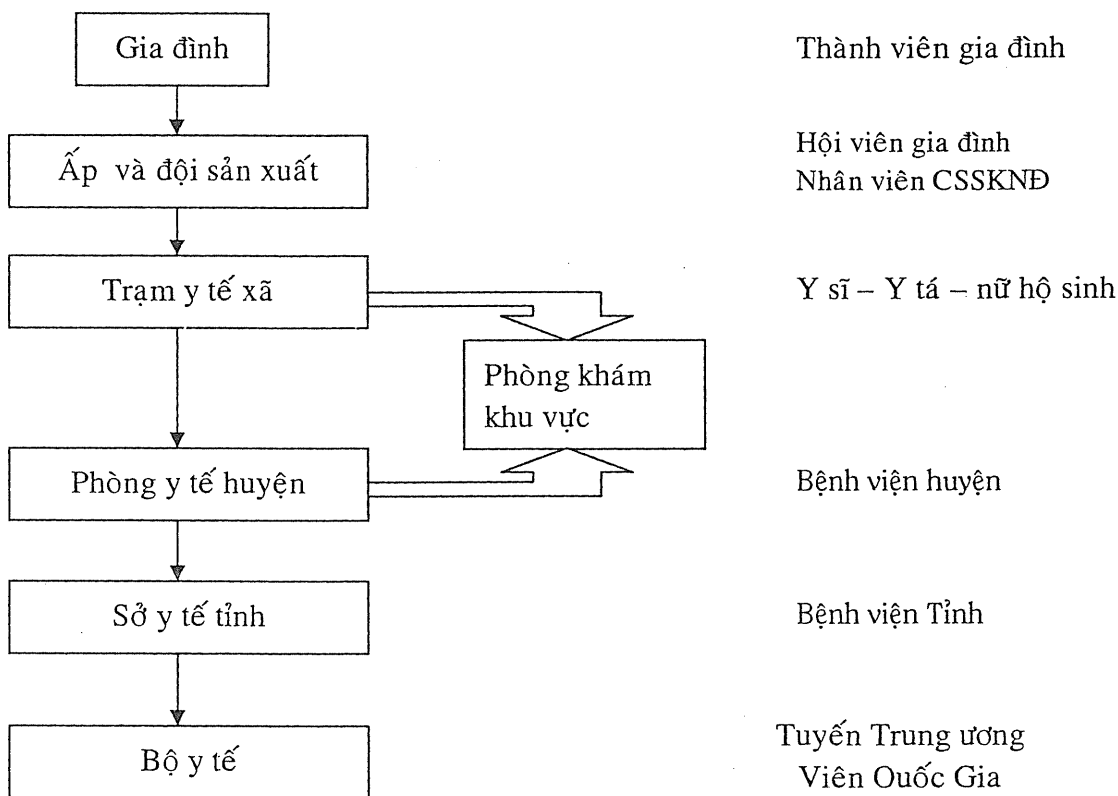 Gia đình
Thành viên gia đình
Ấp và đội sản xuất
Hội viên gia đình
Nhân viên CSSKNĐ
Trạm y tế xã
Y sĩ – Y tá – nữ hộ sinh
Phòng khám
khu vực
Phòng y tế huyện
Bệnh viện huyện
Sở y tế tỉnh
Bệnh viện Tỉnh
Bộ y tế
Tuyến Trung ương
Viên Quốc Gia